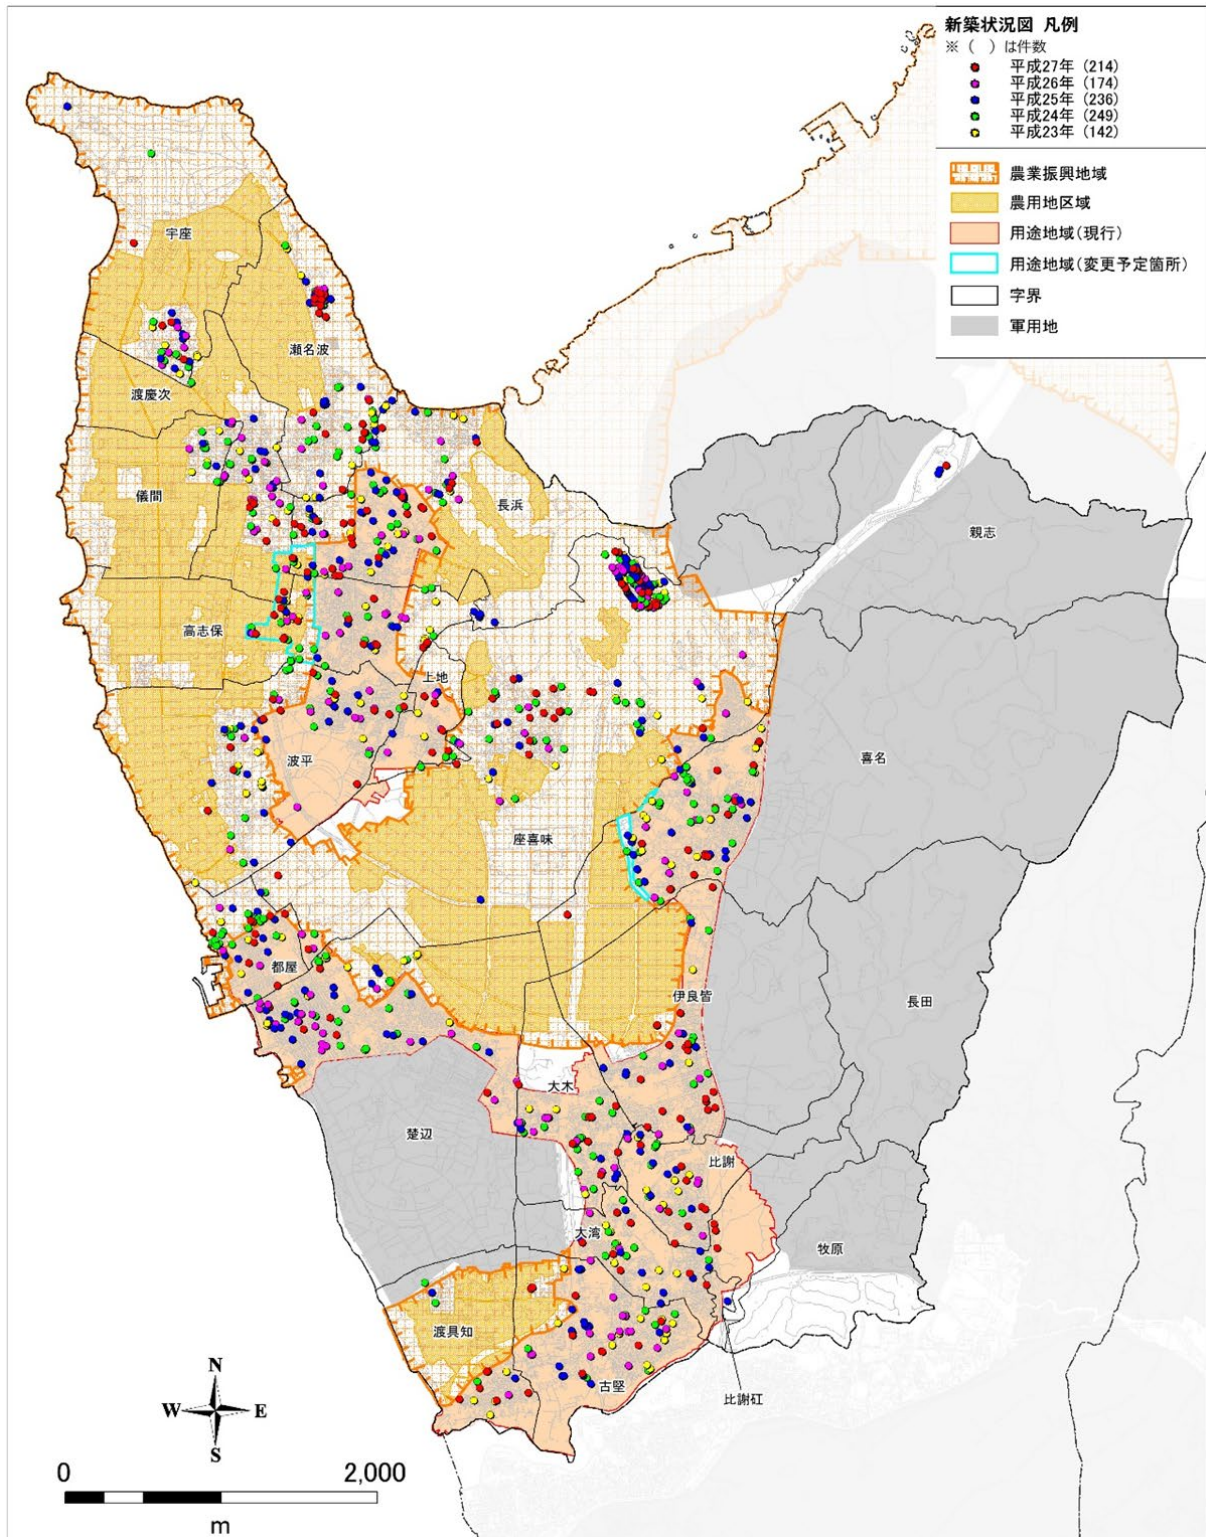 新築状況図 凡例
※（ ）は件数
平成27年（214）
平成26年（174）
平成25年（236）
平成24年（249）
平成23年（142）
農業振興地域
農用地区域
用途地域（現行）
用途地域（変更予定箇所）
字界
軍用地
宇座
瀬名波
渡慶次
儀間
長浜
親志
高志保
上地
喜名
波平
座喜味
都屋
伊良皆
長田
大木
楚辺
比謝
大湾
牧原
渡具知
古堅
比謝矼
N
W E
S
0 2,000
m